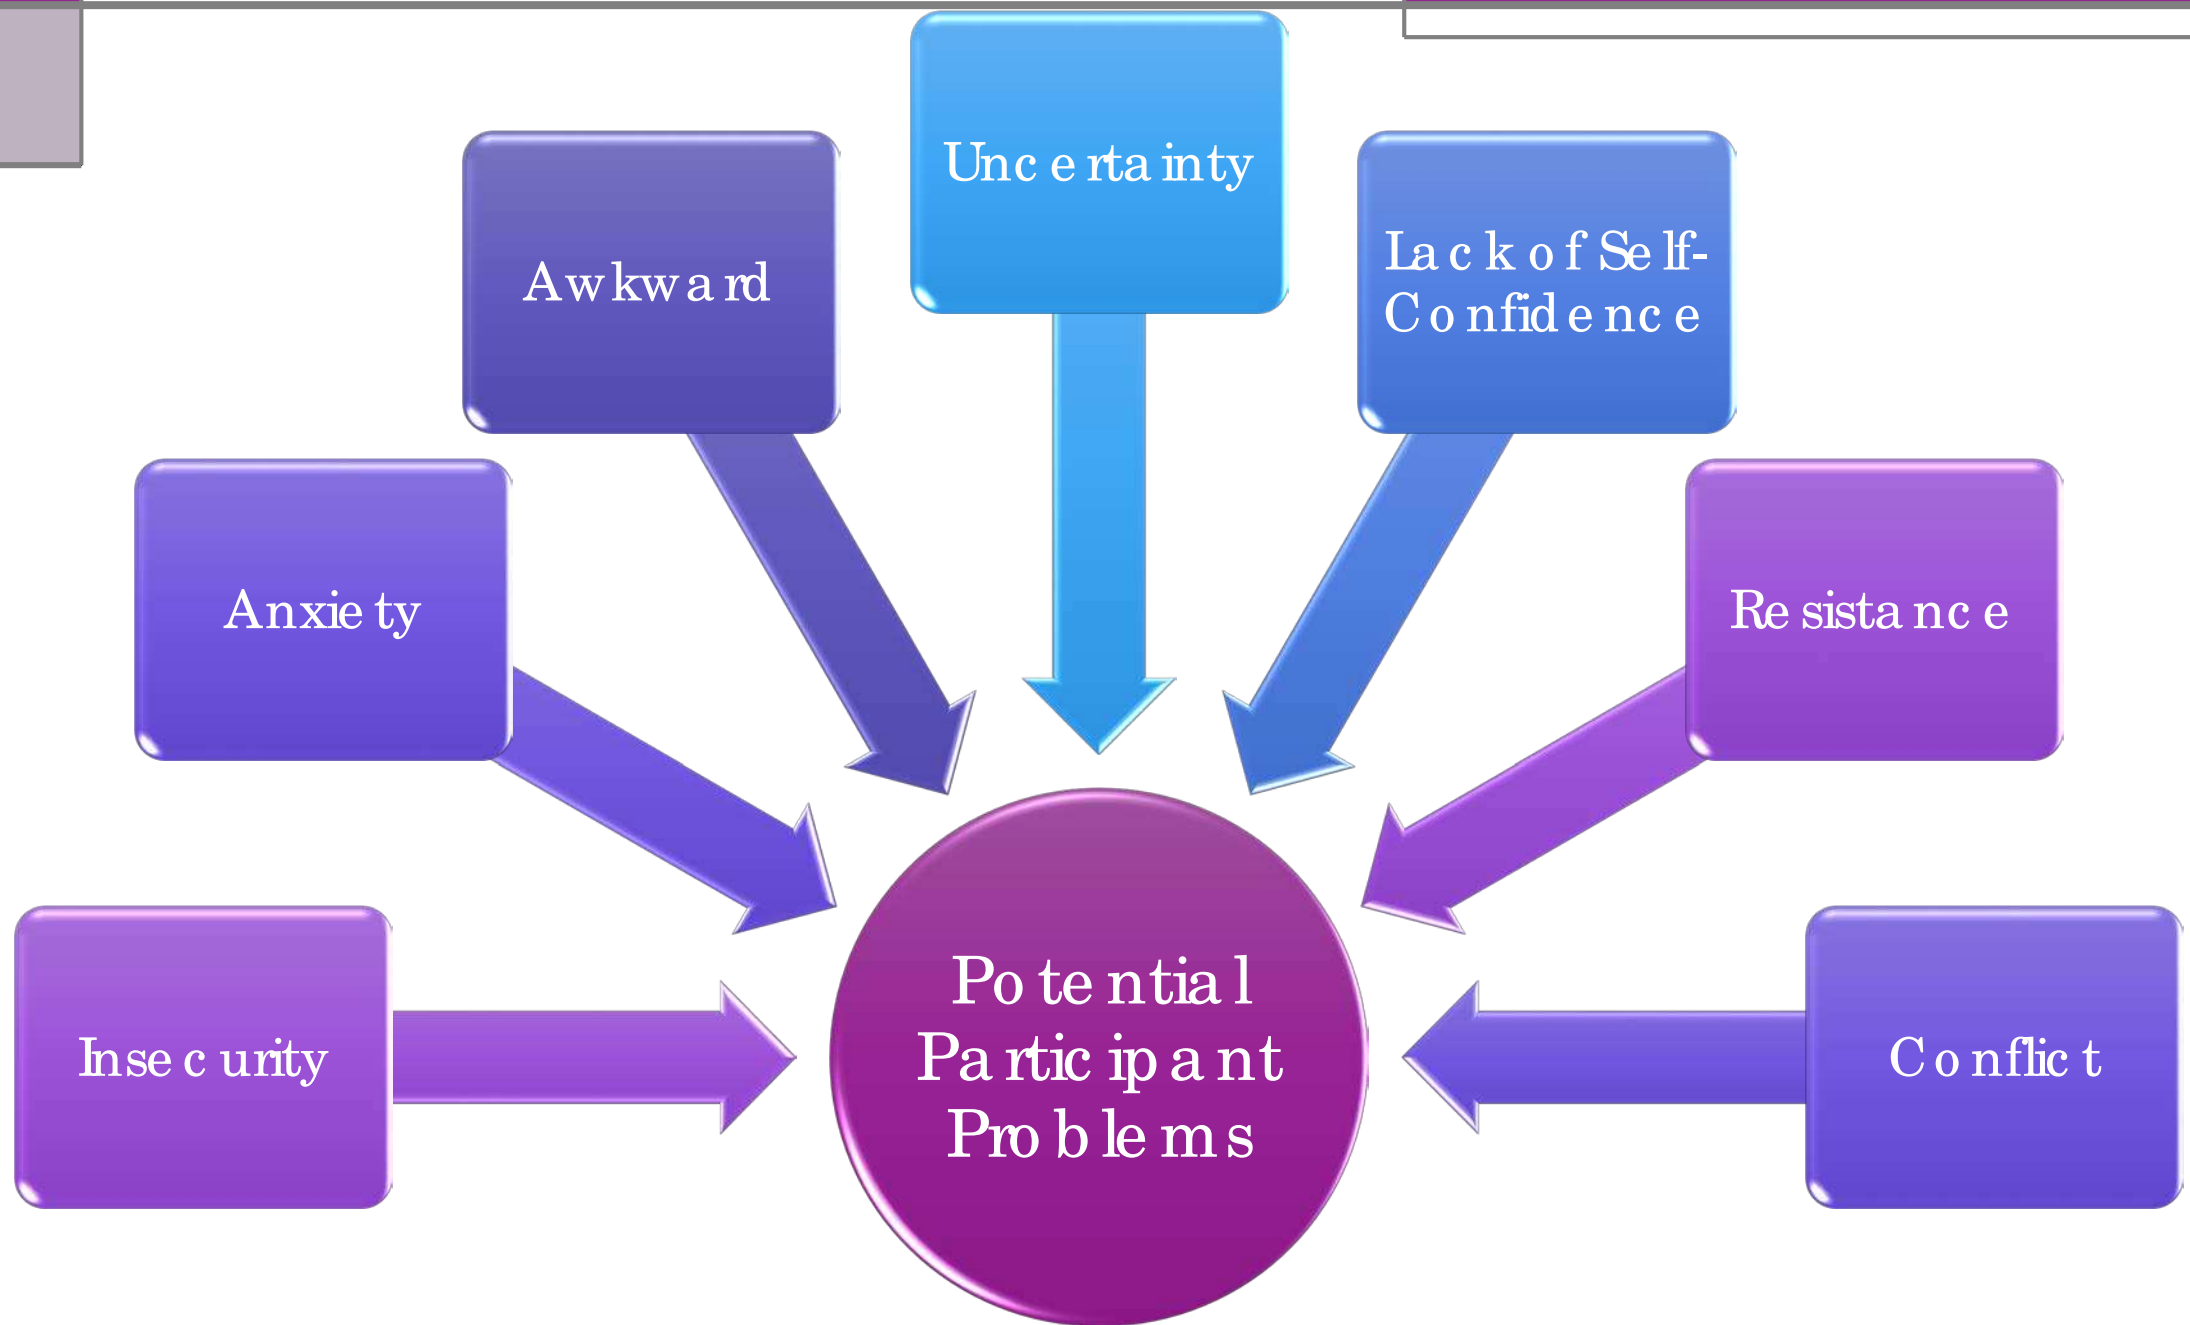 Uncertainty
Awkward
Lack of Self-
Confidence
Anxiety
Resistance
Insecurity
Potential
Participant
Problems
Conflict